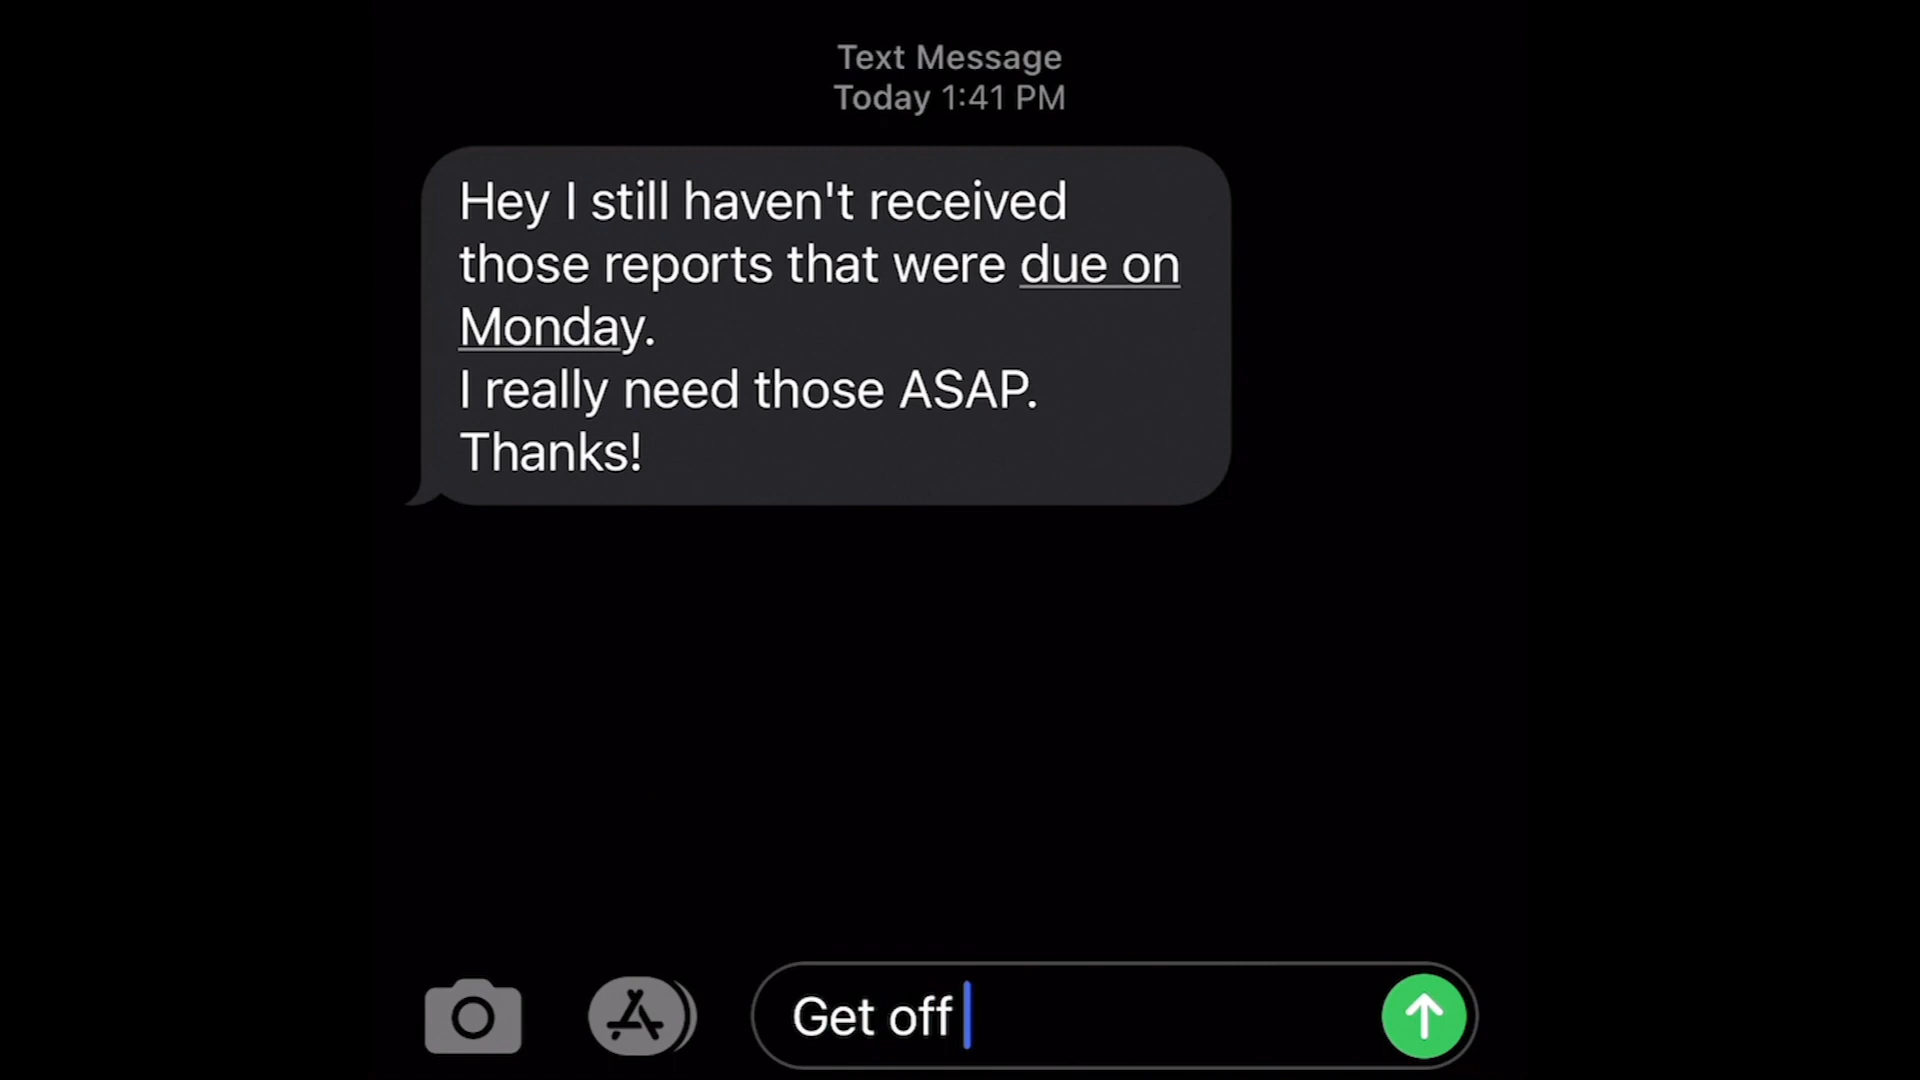 Text Message
Today 1:41 PM
Hey I still haven't received
those reports that were due on
Monday.
I really need those ASAP.
Thanks!
Get off